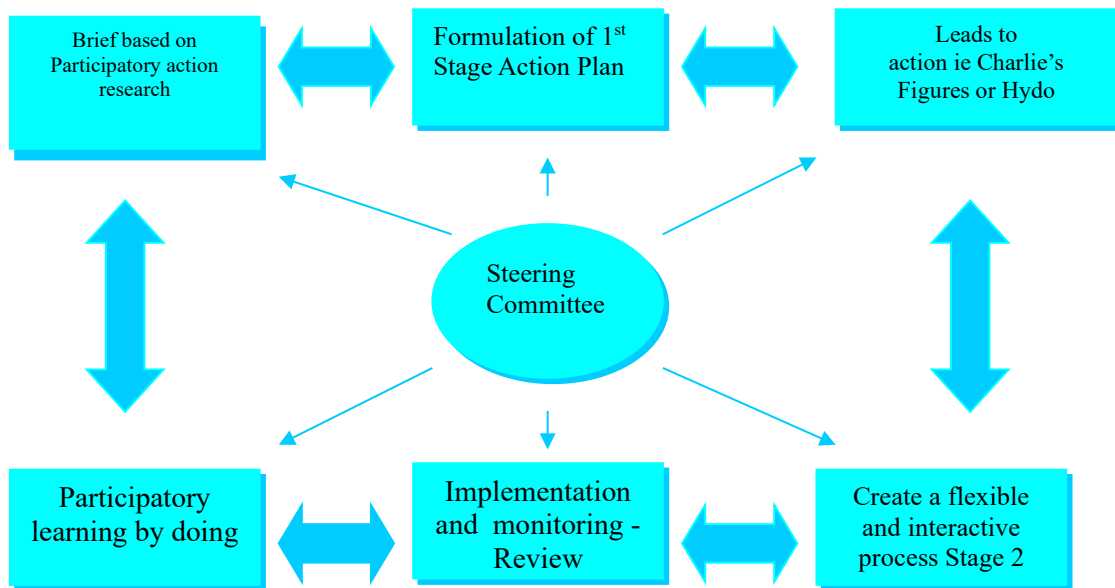 Brief based on
Participatory action
research
Formulation of 1st
Stage Action Plan
Leads to
action ie Charlie’s
Figures or Hydo
Steering
Committee
Participatory
learning by doing
Implementation
and monitoring -
Review
Create a flexible
and interactive
process Stage 2